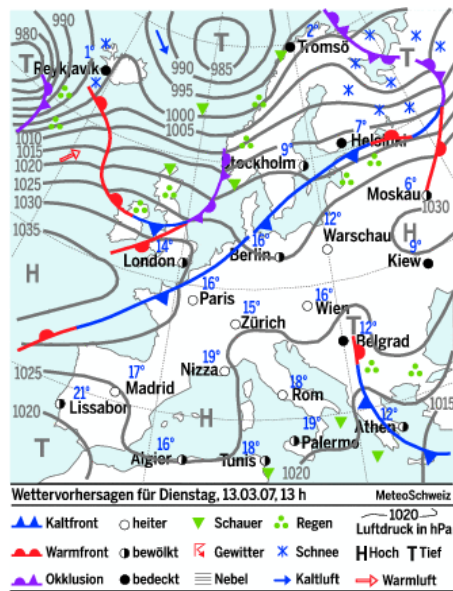 990
980
T
1°
Reykjavik
T
995
990
985
995
1000
1005
2°
Tromsö
T
1010
1015
1020
1025
1030
1035
7°
Helsinki
9°
Stockholm
6°
Moskau
1030
H
9°
Kiew
12°
Warschau
16°
Berlin
14°
London
H
16°
Paris
15°
Zürich
16°
Wien
T
12°
Belgrad
19°
Nizza
17°
Madrid
1025
21°
Lissabon
1020
T
H
18°
Rom
19°
Palermo
12°
Athen
1015
16°
Algier
18°
Tunis
1020
Wettervorhersagen für Dienstag, 13.03.07, 13 h MeteoSchweiz
Kaltfront heiter Schauer Regen 1020 Luftdruck in hPa
Warmfront bewölkt Gewitter Schnee H Hoch T Tief
Okklusion bedeckt Nebel Kaltluft Warmluft